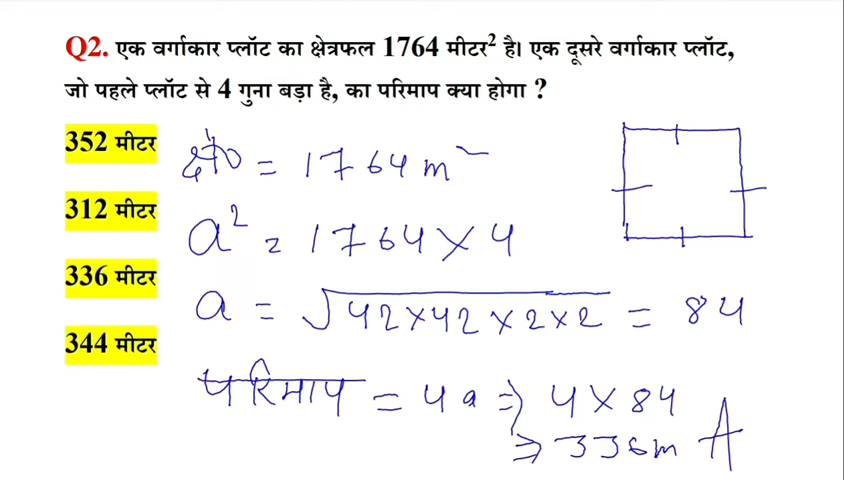 Q2. एक वर्गाकार प्लॉट का क्षेत्रफल 1764 मीटर² है। एक दूसरे वर्गाकार प्लॉट,
जो पहले प्लॉट से 4 गुना बड़ा है, का परिमाप क्या होगा ?
352 मीटर
क्षे० = 1764 m²
312 मीटर
a² = 1764 × 4
336 मीटर
a = √42×42×2×2 = 84
344 मीटर
परिमाप = 4a ⇒ 4 × 84
⇒ 336m A